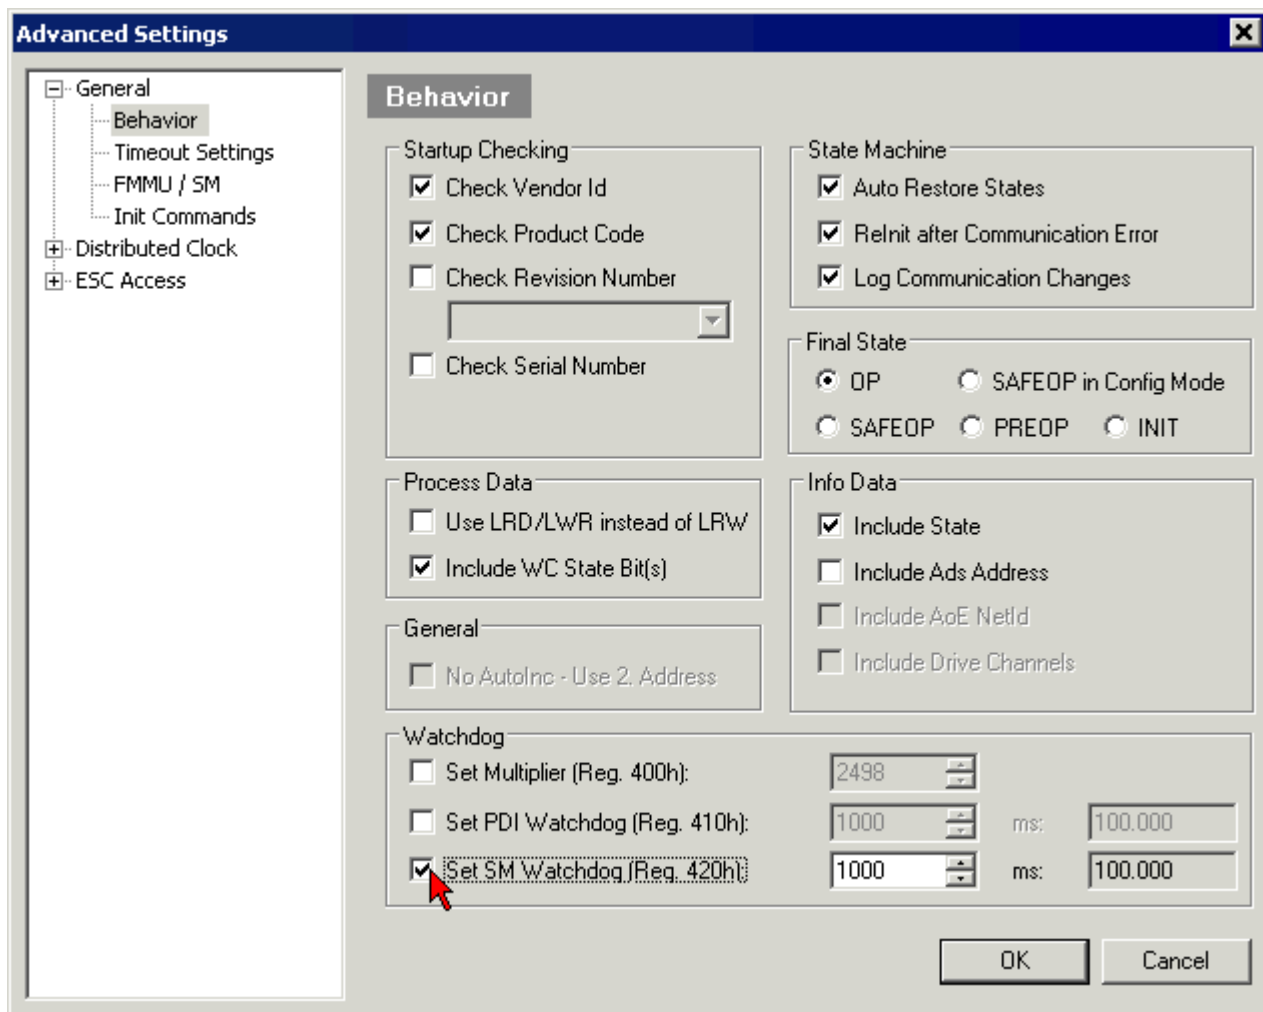 Advanced Settings
General
Behavior
Timeout Settings
FMMU / SM
Init Commands
Distributed Clock
ESC Access
Behavior
Startup Checking
Check Vendor Id
Check Product Code
Check Revision Number
Check Serial Number
State Machine
Auto Restore States
ReInit after Communication Error
Log Communication Changes
Final State
OP SAFEOP in Config Mode
SAFEOP PREOP INIT
Process Data
Use LRD/LWR instead of LRW
Include WC State Bit(s)
General
No AutoInc - Use 2. Address
Info Data
Include State
Include Ads Address
Include AoE NetId
Include Drive Channels
Watchdog
Set Multiplier (Reg. 400h): 2498
Set PDI Watchdog (Reg. 410h): 1000 ms: 100.000
Set SM Watchdog (Reg. 420h): 1000 ms: 100.000
OK Cancel